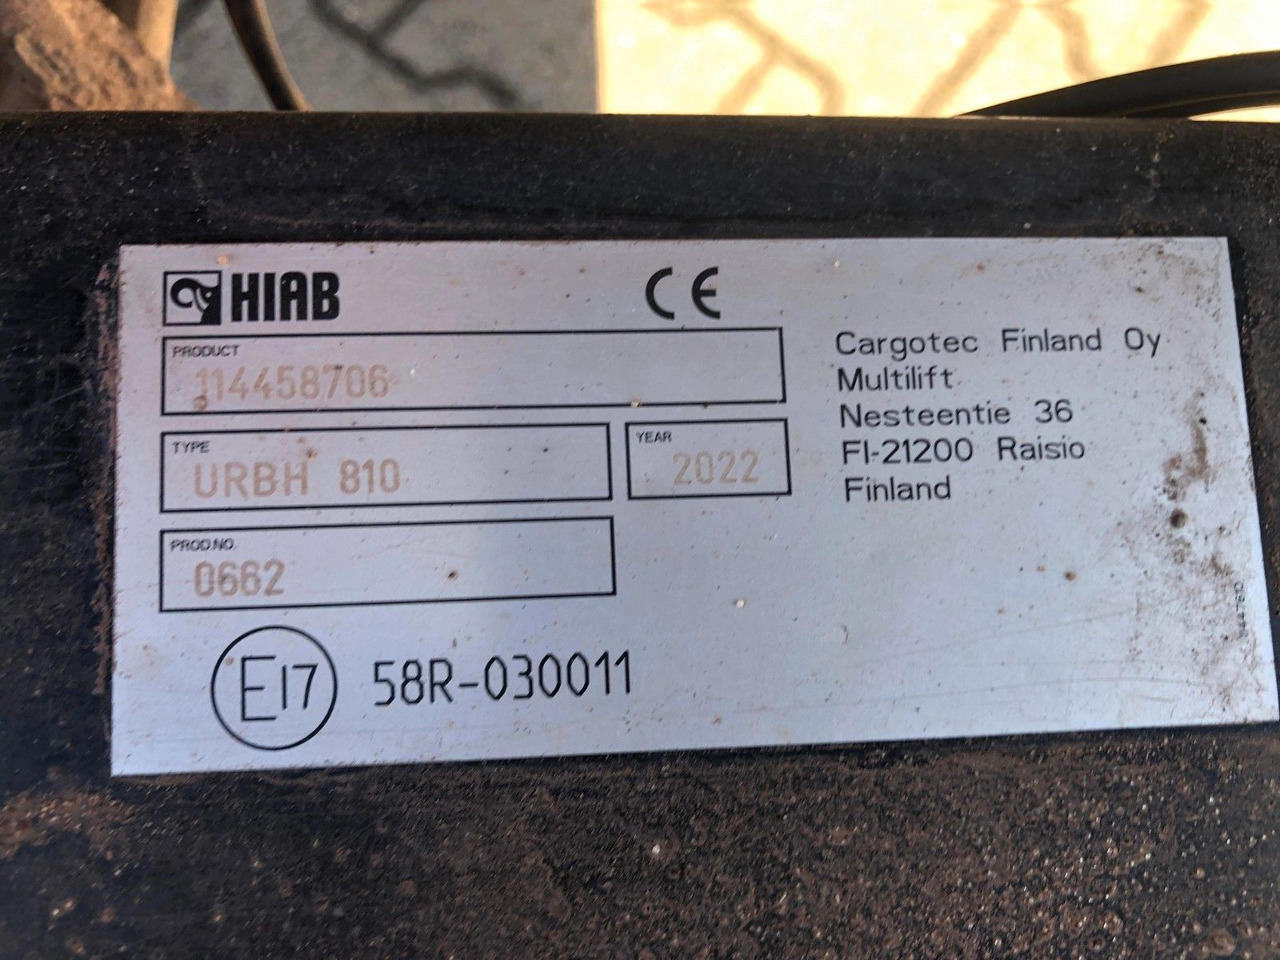 HIAB
CE
PRODUCT
114458706
TYPE
URBH 810
YEAR
2022
PROD.NO.
0662
E17 58R-030011
Cargotec Finland Oy
Multilift
Nesteentie 36
FI-21200 Raisio
Finland